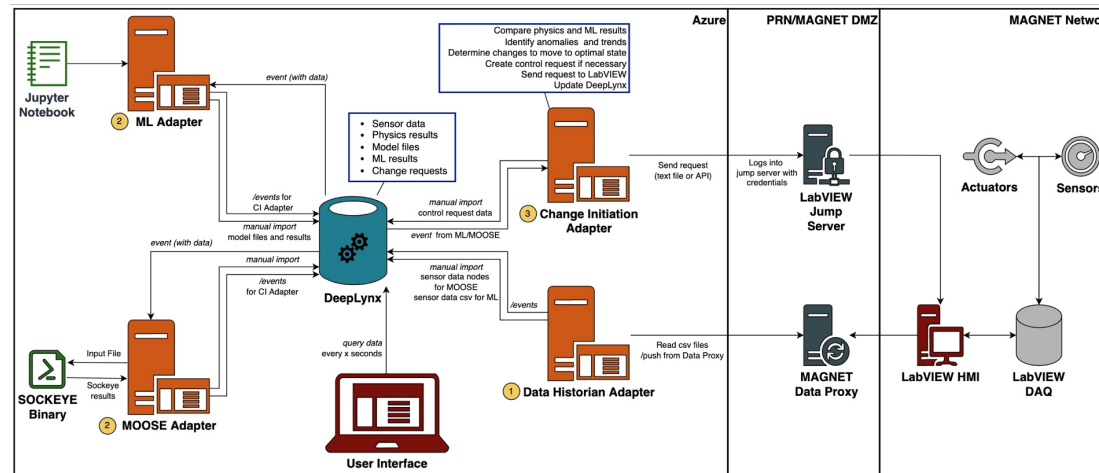 Azure
PRN/MAGNET DMZ
MAGNET Network
Compare physics and ML results
Identify anomalies and trends
Determine changes to move to optimal state
Create control request if necessary
Send request to LabVIEW
Update DeepLynx
Jupyter
Notebook
2
ML Adapter
event (with data)
• Sensor data
• Physics results
• Model files
• ML results
• Change requests
/events for
CI Adapter
manual import
model files and results
manual import
control request data
event from ML/MOOSE
3
Change Initiation
Adapter
Send request
(text file or API)
Logs into
jump server with
credentials
LabVIEW
Jump
Server
Actuators
Sensors
event (with data)
manual import
/events
for CI Adapter
DeepLynx
manual import
sensor data nodes
for MOOSE
sensor data csv for ML
/events
query data
every x seconds
Input File
Sockeye
results
SOCKEYE
Binary
2
MOOSE Adapter
User Interface
1
Data Historian Adapter
Read csv files
/push from Data Proxy
MAGNET
Data Proxy
LabVIEW HMI
LabVIEW
DAQ